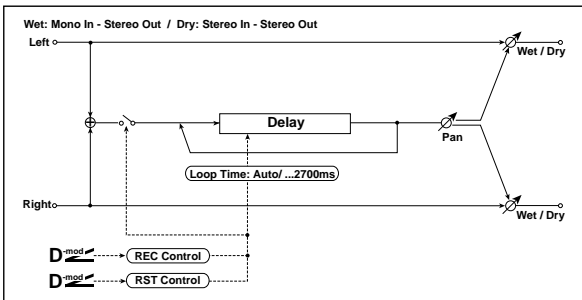 Wet: Mono In - Stereo Out / Dry: Stereo In - Stereo Out
Left
Wet / Dry
Delay
Pan
Loop Time: Auto/ ...2700ms
Right
Wet / Dry
D-mod
REC Control
D-mod
RST Control